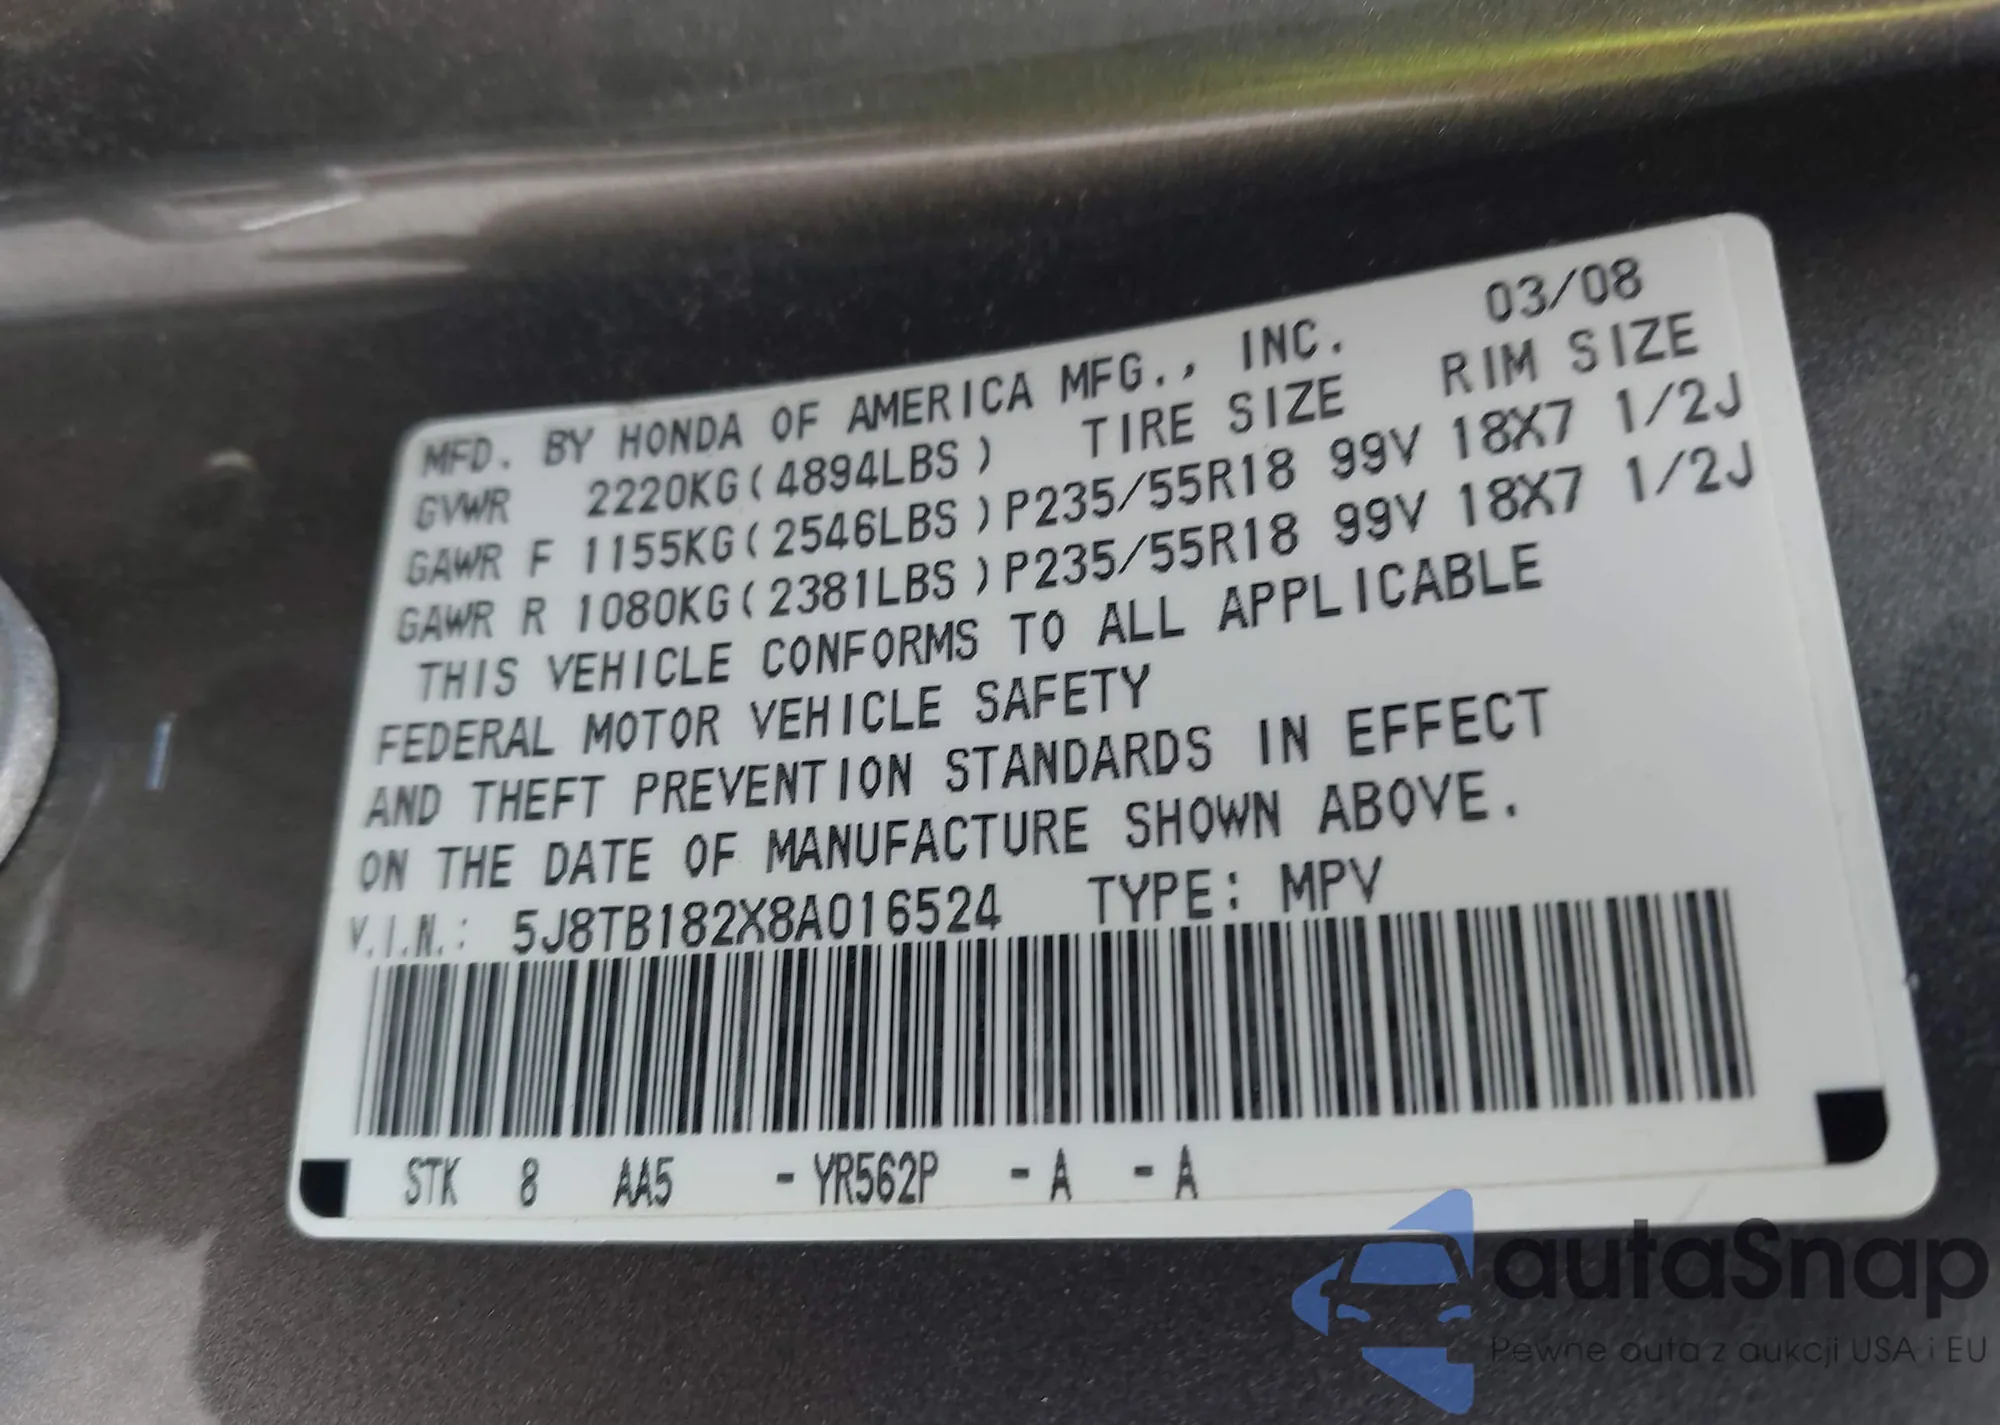 MFD. BY HONDA OF AMERICA MFG., INC. 03/08
GVWR 2220KG(4894LBS) TIRE SIZE RIM SIZE
GAWR F 1155KG(2546LBS)P235/55R18 99V 18X7 1/2J
GAWR R 1080KG(2381LBS)P235/55R18 99V 18X7 1/2J
THIS VEHICLE CONFORMS TO ALL APPLICABLE
FEDERAL MOTOR VEHICLE SAFETY
AND THEFT PREVENTION STANDARDS IN EFFECT
ON THE DATE OF MANUFACTURE SHOWN ABOVE.
V.I.N.: 5J8TB182X8A016524 TYPE: MPV
STK 8 AA5 -YR562P -A -A
autaSnap
Pewne auta z aukcji USA i EU